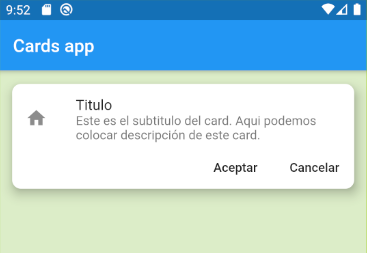 9:52
Cards app
Titulo
Este es el subtitulo del card. Aqui podemos
colocar descripción de este card.
Aceptar Cancelar